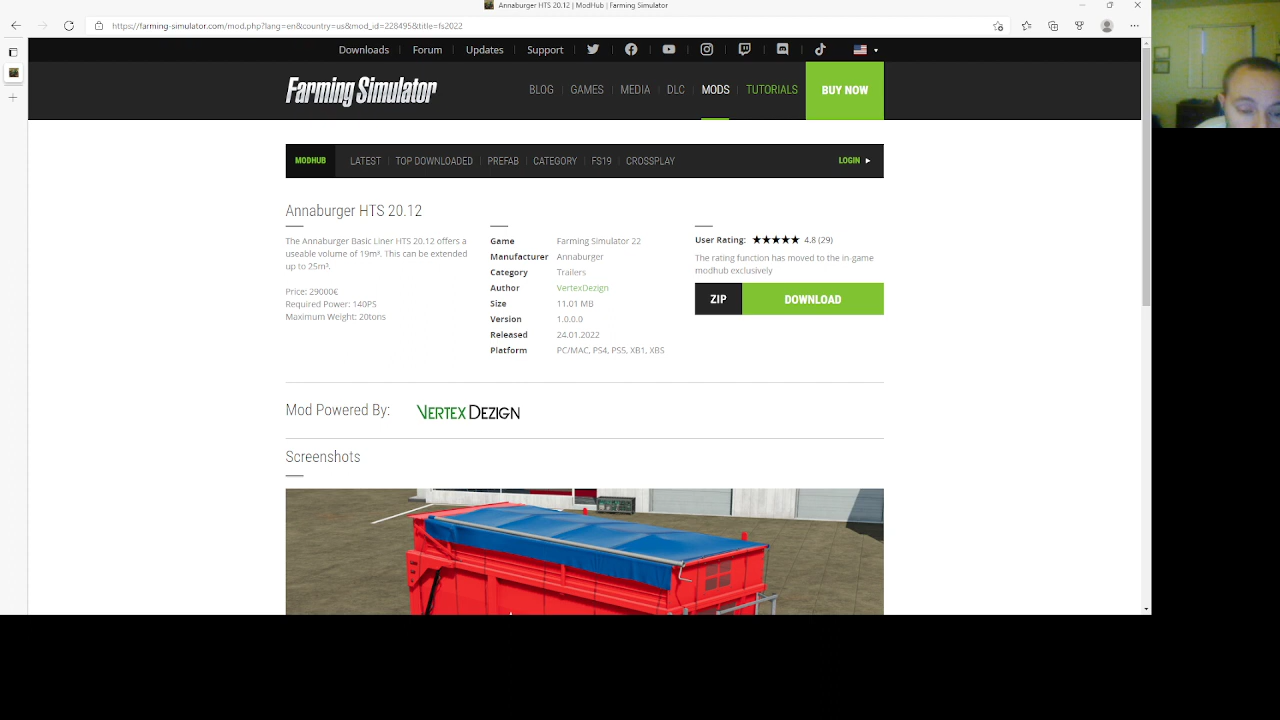 Annaburger HTS 20.12 | ModHub | Farming Simulator
https://farming-simulator.com/mod.php?lang=en&country=us&mod_id=228495&title=fs2022
Downloads Forum Updates Support
Farming Simulator BLOG GAMES MEDIA DLC MODS TUTORIALS BUY NOW
MODHUB LATEST TOP DOWNLOADED PREFAB CATEGORY FS19 CROSSPLAY LOGIN
Annaburger HTS 20.12
The Annaburger Basic Liner HTS 20.12 offers a
useable volume of 19m³. This can be extended
up to 25m³.
Price: 29000€
Required Power: 140PS
Maximum Weight: 20tons
Game Farming Simulator 22
Manufacturer Annaburger
Category Trailers
Author VertexDezign
Size 11.01 MB
Version 1.0.0.0
Released 24.01.2022
Platform PC/MAC, PS4, PS5, XB1, XBS
User Rating: 4.8 (29)
The rating function has moved to the in-game
modhub exclusively
ZIP DOWNLOAD
Mod Powered By: VERTEXDEZIGN
Screenshots